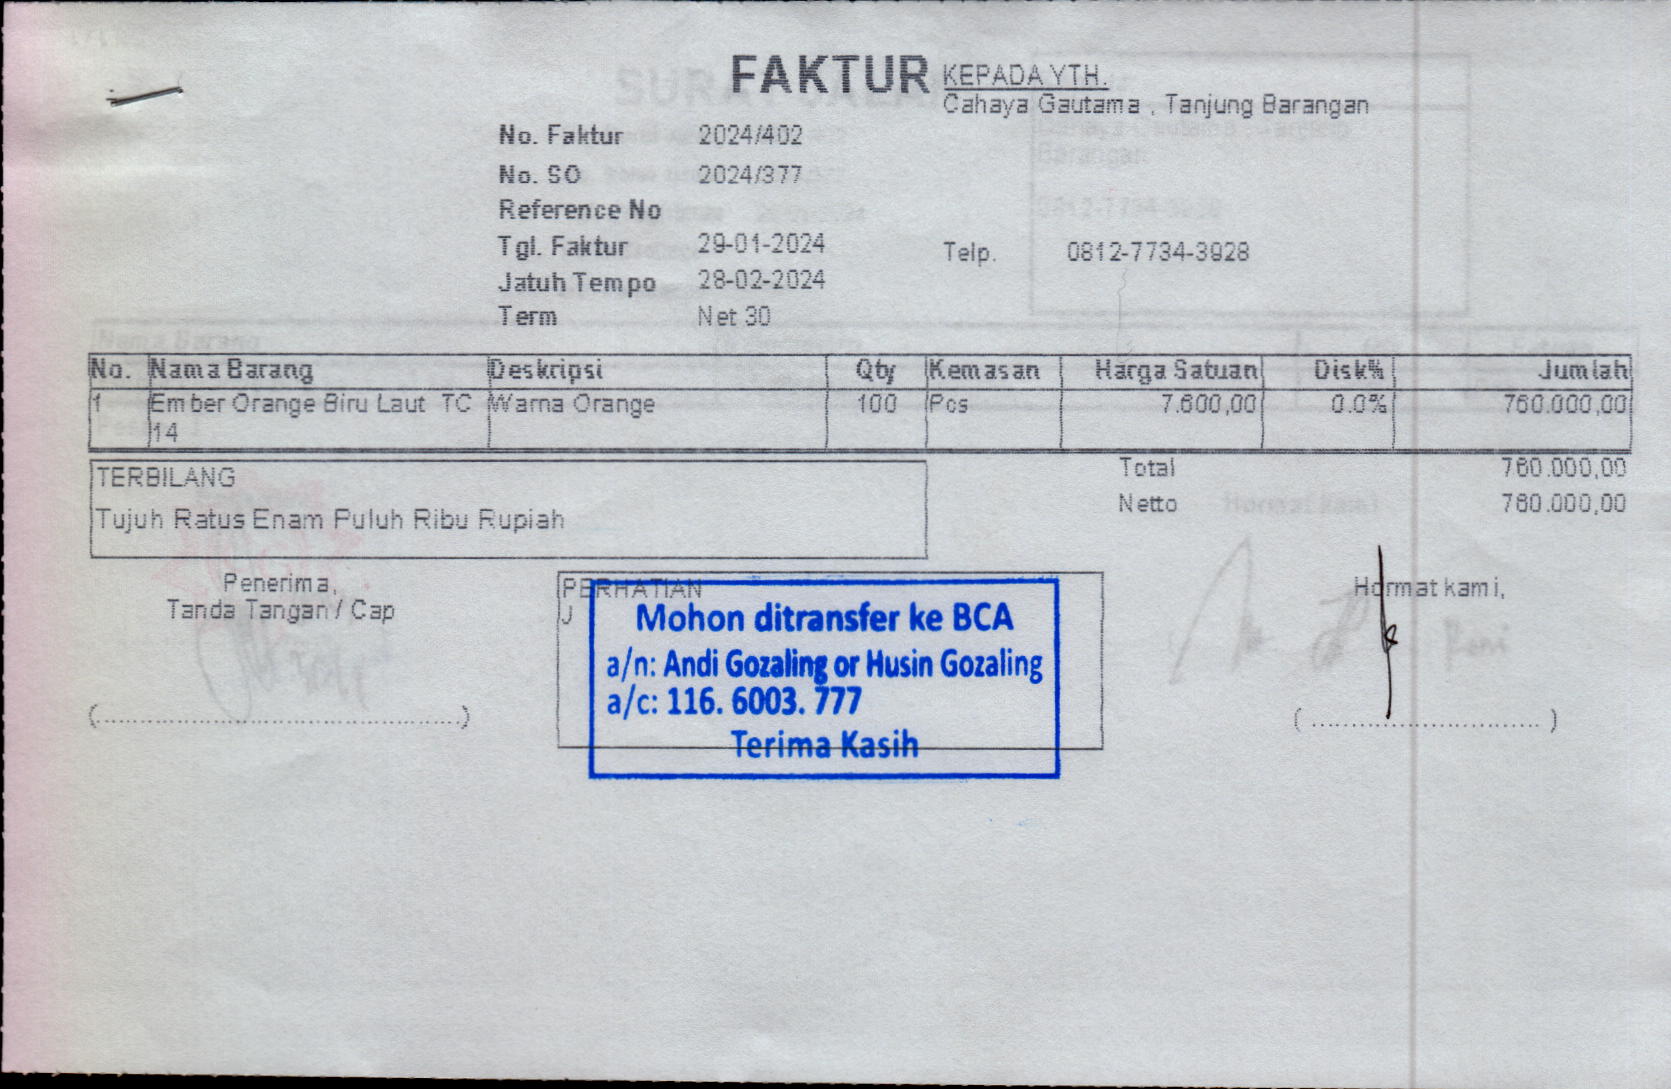 FAKTUR
KEPADA YTH.
Cahaya Gautama , Tanjung Barangan
No. Faktur 2024/402
No. SO 2024/377
Reference No
Tgl. Faktur 29-01-2024
Telp. 0812-7734-3928
Jatuh Tempo 28-02-2024
Term Net 30
No. Nama Barang Deskripsi Qty Kemasan Harga Satuan Disk% Jumlah
1 Ember Orange Biru Laut TC Warna Orange 100 Pcs 7.600,00 0.0% 760.000,00
14
Total 760.000,00
TERBILANG
Netto 760.000,00
Tujuh Ratus Enam Puluh Ribu Rupiah
Penerima,
Tanda Tangan / Cap
PERHATIAN
J
Mohon ditransfer ke BCA
a/n: Andi Gozaling or Husin Gozaling
a/c: 116. 6003. 777
Terima Kasih
Hormat kami,
(..........................................)
( ........................... )